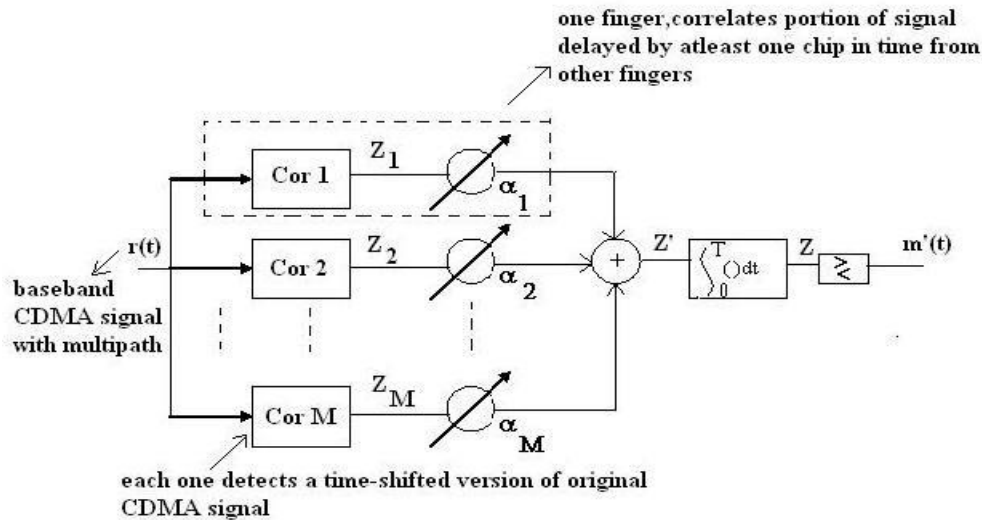 one finger,correlates portion of signal
delayed by atleast one chip in time from
other fingers
Cor 1
Z1
α1
r(t)
baseband
CDMA signal
with multipath
Cor 2
Z2
α2
+
Z'
T
∫()dt
0
Z
><
m'(t)
Cor M
ZM
αM
each one detects a time-shifted version of original
CDMA signal